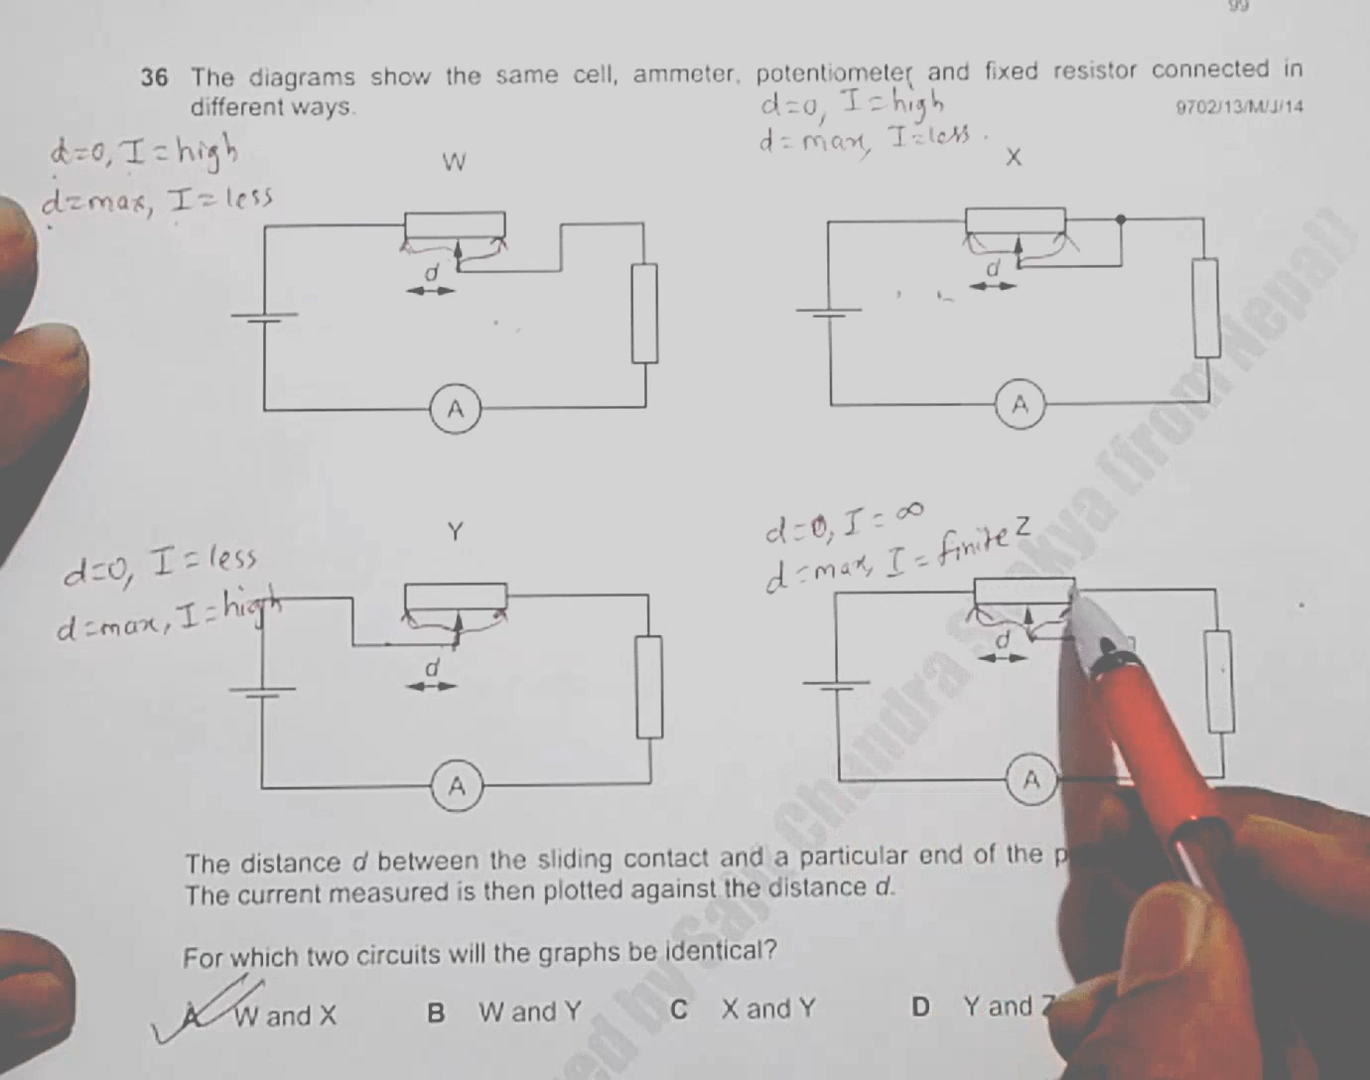 99
36 The diagrams show the same cell, ammeter, potentiometer and fixed resistor connected in
different ways.
9702/13/M/J/14
d=0, I=high
d=max, I=less
W
d=0, I=high
d=max, I=less.
X
d
d
A
A
d=0, I=less
d=max, I=high
Y
d=0, I=∞
d=max, I=finite
Z
d
d
A
A
The distance d between the sliding contact and a particular end of the p
The current measured is then plotted against the distance d.
For which two circuits will the graphs be identical?
A W and X B W and Y C X and Y D Y and Z